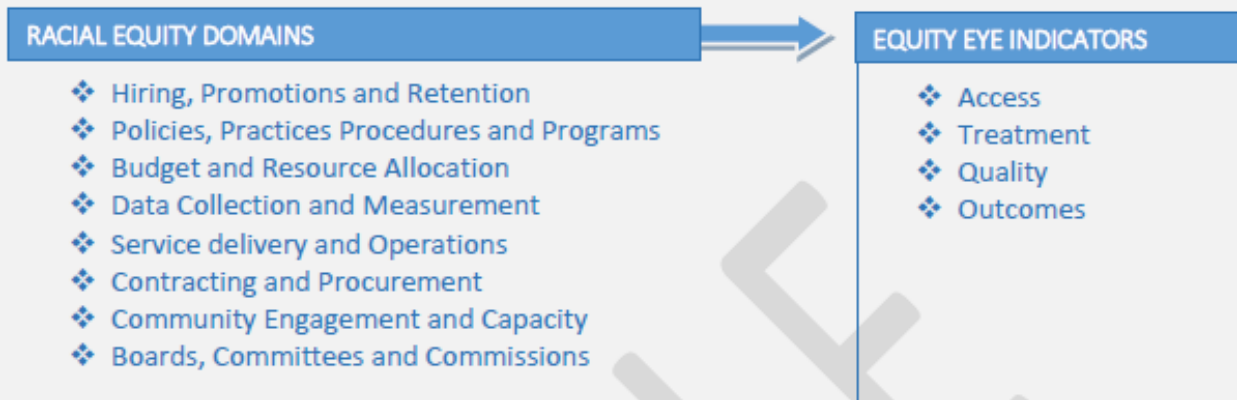 RACIAL EQUITY DOMAINS
❖ Hiring, Promotions and Retention
❖ Policies, Practices Procedures and Programs
❖ Budget and Resource Allocation
❖ Data Collection and Measurement
❖ Service delivery and Operations
❖ Contracting and Procurement
❖ Community Engagement and Capacity
❖ Boards, Committees and Commissions
EQUITY EYE INDICATORS
❖ Access
❖ Treatment
❖ Quality
❖ Outcomes